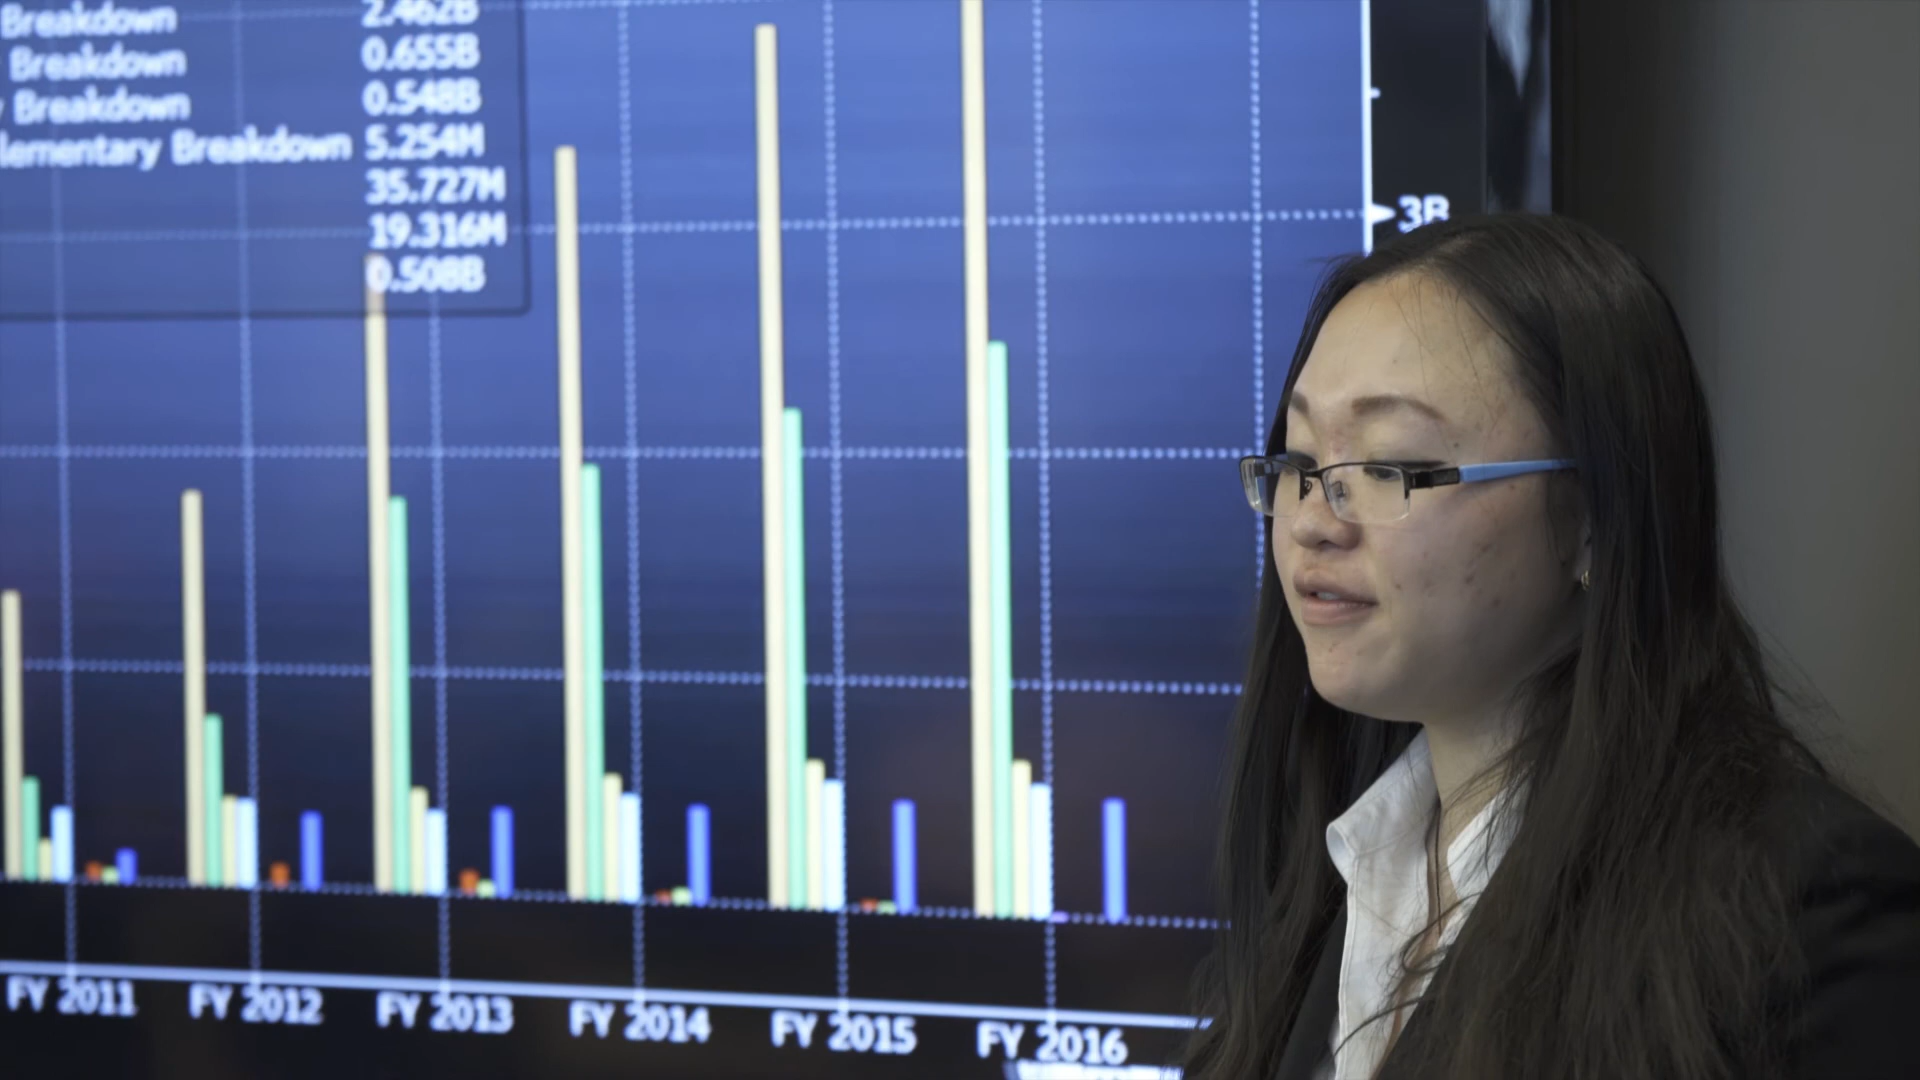 Breakdown 2.462B
Breakdown 0.655B
Breakdown 0.548B
lementary Breakdown 5.254M
35.727M
19.316M
0.508B
3B
FY 2011 FY 2012 FY 2013 FY 2014 FY 2015 FY 2016